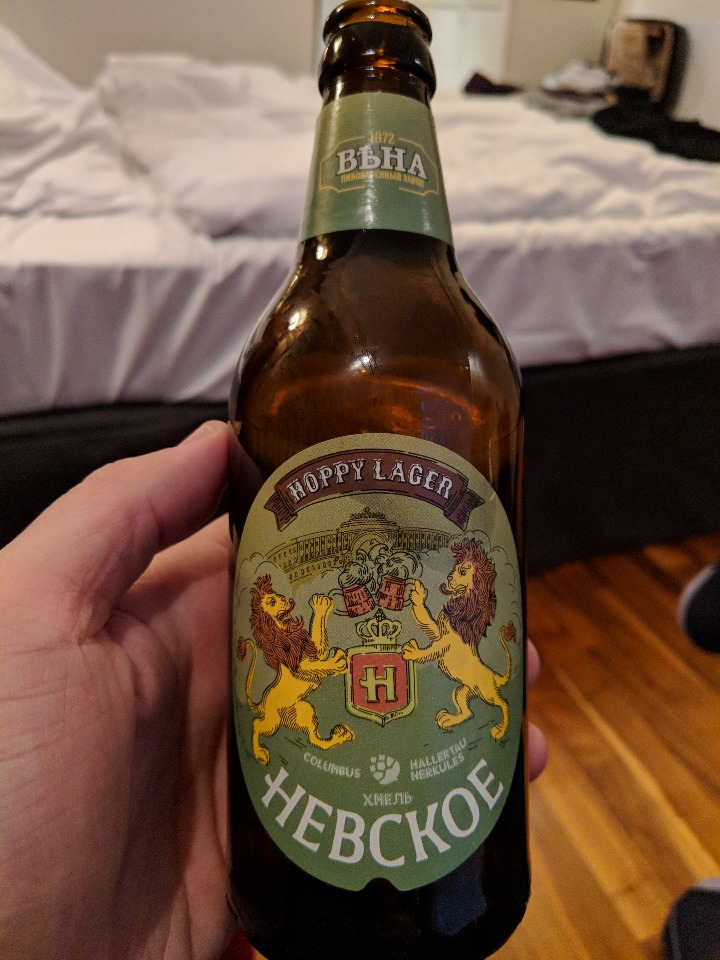 1872
ВѢНА
ПИВОВАРЕННЫЙ ЗАВОД
HOPPY LAGER
Н
COLUMBUS
HALLERTAU
HERKULES
ХМЕЛЬ
НЕВСКОЕ